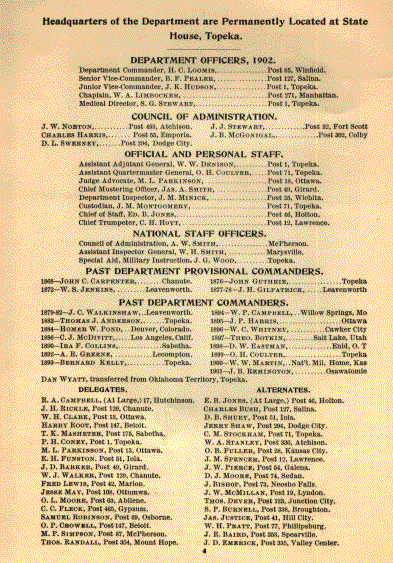 Headquarters of the Department are Permanently Located at State
House, Topeka.
DEPARTMENT OFFICERS, 1902.
Department Commander, H. C. LOOMIS, Post 85, Winfield.
Senior Vice-Commander, B. F. PEALER, Post 127, Salina.
Junior Vice-Commander, J. K. HUDSON, Post 1, Topeka.
Chaplain, W. A. LIMBOCKER, Post 271, Manhattan.
Medical Director, S. G. STEWART, Post 1, Topeka.
COUNCIL OF ADMINISTRATION.
J. W. NORTON, Post 493, Atchison. J. J. STEWART, Post 32, Fort Scott
CHARLES HARRIS, Post 55, Emporia. J. B. MCGONIGAL, Post 302, Colby
D. L. SWEENEY, Post 294, Dodge City.
OFFICIAL AND PERSONAL STAFF.
Assistant Adjutant General, W. W. DENISON, Post 1, Topeka.
Assistant Quartermaster General, O. H. COULTER, Post 71, Topeka.
Judge Advocate, M. L. PARKINSON, Post 18, Ottawa.
Chief Mustering Officer, JAS. A. SMITH, Post 49, Girard.
Department Inspector, J. M. MINICK, Post 25, Wichita.
Custodian, J. M. MONTGOMERY, Post 71, Topeka.
Chief of Staff, ED. B. JONES, Post 46, Holton.
Chief Trumpeter, C. H. HOYT, Post 12, Lawrence.
NATIONAL STAFF OFFICERS.
Council of Administration, A. W. SMITH, McPherson.
Assistant Inspector General, W. H. SMITH, Marysville.
Special Aid, Military Instruction, J. G. WOOD, Topeka.
PAST DEPARTMENT PROVISIONAL COMMANDERS.
1868—JOHN C. CARPENTER, Chanute. 1876—JOHN GUTHRIE, Topeka
1872—W. S. JENKINS, Leavenworth. 1877-78—J. H. GILPATRICK, Leavenworth
PAST DEPARTMENT COMMANDERS.
1879-82—J. C. WALKINSHAW, Leavenworth. 1894—W. P. CAMPBELL, Willow Springs, Mo
1883—THOMAS J. ANDERSON, Topeka. 1895—J. P. HARRIS, Ottawa
1884—HOMER W. POND, Denver, Colorado. 1896—W. C. WHITNEY, Cawker City
1886—C. J. MCDIVITT, Los Angeles, Calif. 1897—THEO. BOTKIN, Salt Lake, Utah
1890—IRA F. COLLINS, Sabetha. 1898—D. W. EASTMAN, Enid, O. T
1892—A. R. GREENE, Lecompton. 1899—O. H. COULTER, Topeka
1893—BERNARD KELLY, Topeka. 1900—W. W. MARTIN, Nat'l Mil. Home, Kas
1901—J. B. REMINGTON, Osawatomie
DAN WYATT, transferred from Oklahoma Territory, Topeka.
DELEGATES. ALTERNATES.
R. A. CAMPBELL, (At Large,) 17, Hutchinson. E. B. JONES, (At Large,) Post 46, Holton.
J. H. RICKLE, Post 129, Chanute. CHARLES BUSH, Post 127, Salina.
W. H. CLARK, Post 18, Ottawa. D. B. SHUEY, Post 51, Iola.
HARRY ROOT, Post 147, Beloit. JERRY SHAW, Post 294, Dodge City.
T. K. MASHETER, Post 175, Sabetha. C. M. STOCKHAM, Post 71, Topeka.
P. H. CONEY, Post 1, Topeka. W. A. STANLEY, Post 336, Atchison.
M. L. PARKINSON, Post 13, Ottawa. O. B. FULLER, Post 28, Kansas City.
E. H. FUNSTON, Post 51, Iola. J. M. SPENCER, Post 12, Lawrence.
J. D. BARKER, Post 49, Girard. J. W. PIERCE, Post 54, Galena.
W. J. WALKER, Post 129, Chanute. D. J. MOORE, Post 74, Sedan.
FRED LEWIS, Post 42, Marion. J. BISHOP, Post 73, Neosho Falls.
JESSE MAY, Post 108, Ottumwa. J. W. MCMILLAN, Post 19, Lyndon.
O. L. MOORE, Post 63, Abilene. THOS. DEVER, Post 123, Junction City.
C. C. FLECK, Post 465, Gypsum. S. P. BURNELL, Post 338, Broughton.
SAMUEL ROBINSON, Post 69, Osborne. JAS. JUSTICE, Post 41, Hill City.
O. P. CROWELL, Post 147, Beloit. W. H. PRATT, Post 77, Phillipsburg.
M. P. SIMPSON, Post 87, McPherson. J. R. BAIRD, Post 353, Spearville.
THOS. RANDALL, Post 354, Mount Hope. J. D. EMERICK, Post 335, Valley Center.
4